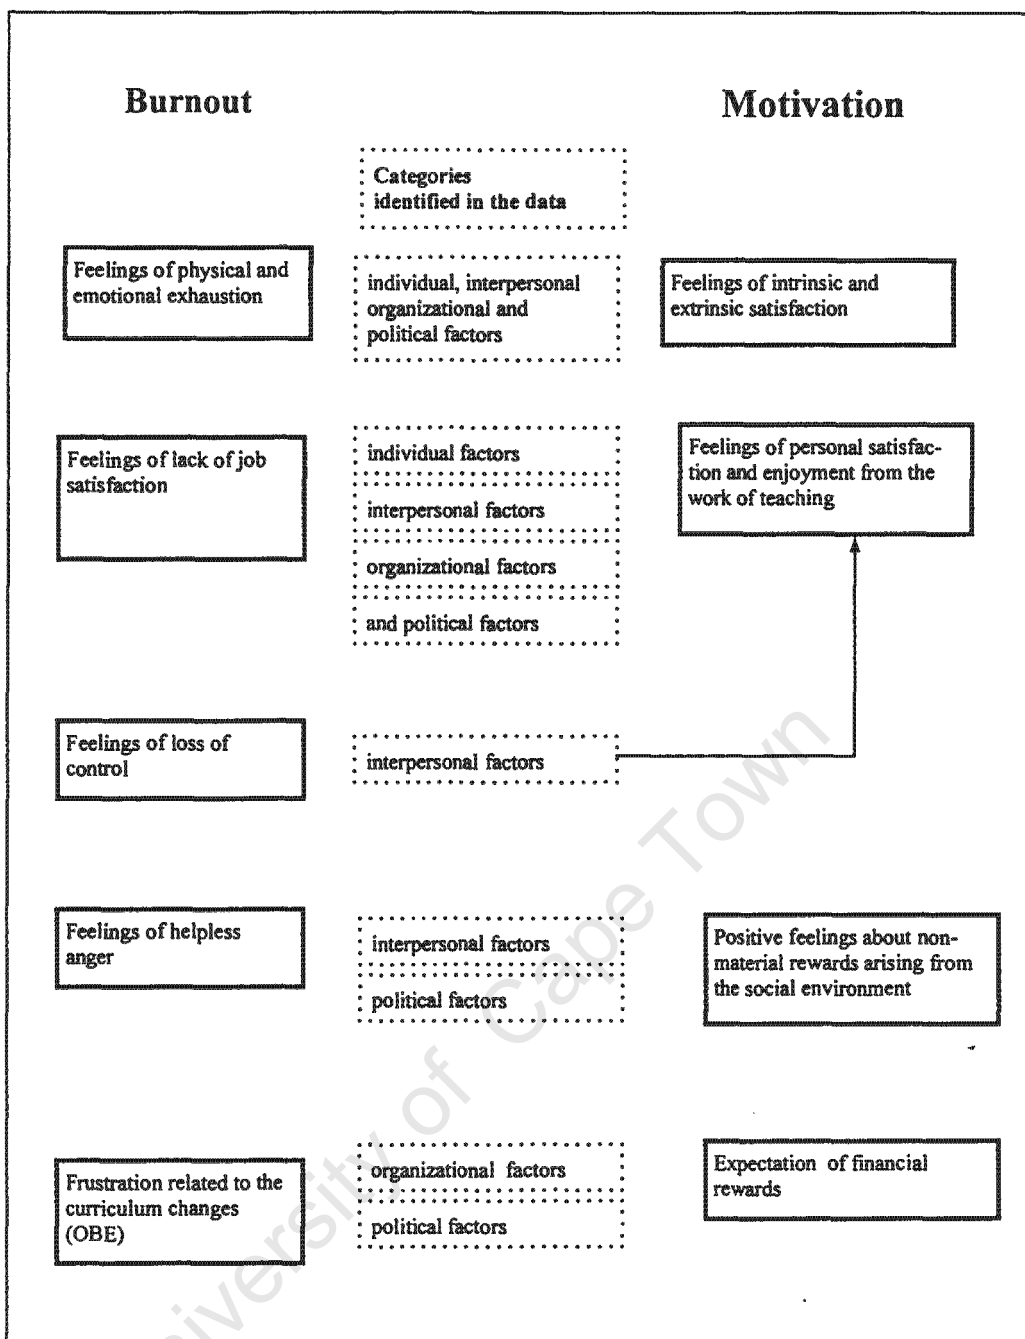 Burnout
Motivation
Categories
identified in the data
Feelings of physical and
emotional exhaustion
individual, interpersonal
organizational and
political factors
Feelings of intrinsic and
extrinsic satisfaction
Feelings of lack of job
satisfaction
individual factors
interpersonal factors
organizational factors
and political factors
Feelings of personal satisfac-
tion and enjoyment from the
work of teaching
Feelings of loss of
control
interpersonal factors
Feelings of helpless
anger
interpersonal factors
political factors
Positive feelings about non-
material rewards arising from
the social environment
Frustration related to the
curriculum changes
(OBE)
organizational factors
political factors
Expectation of financial
rewards
niversity of Cape Town